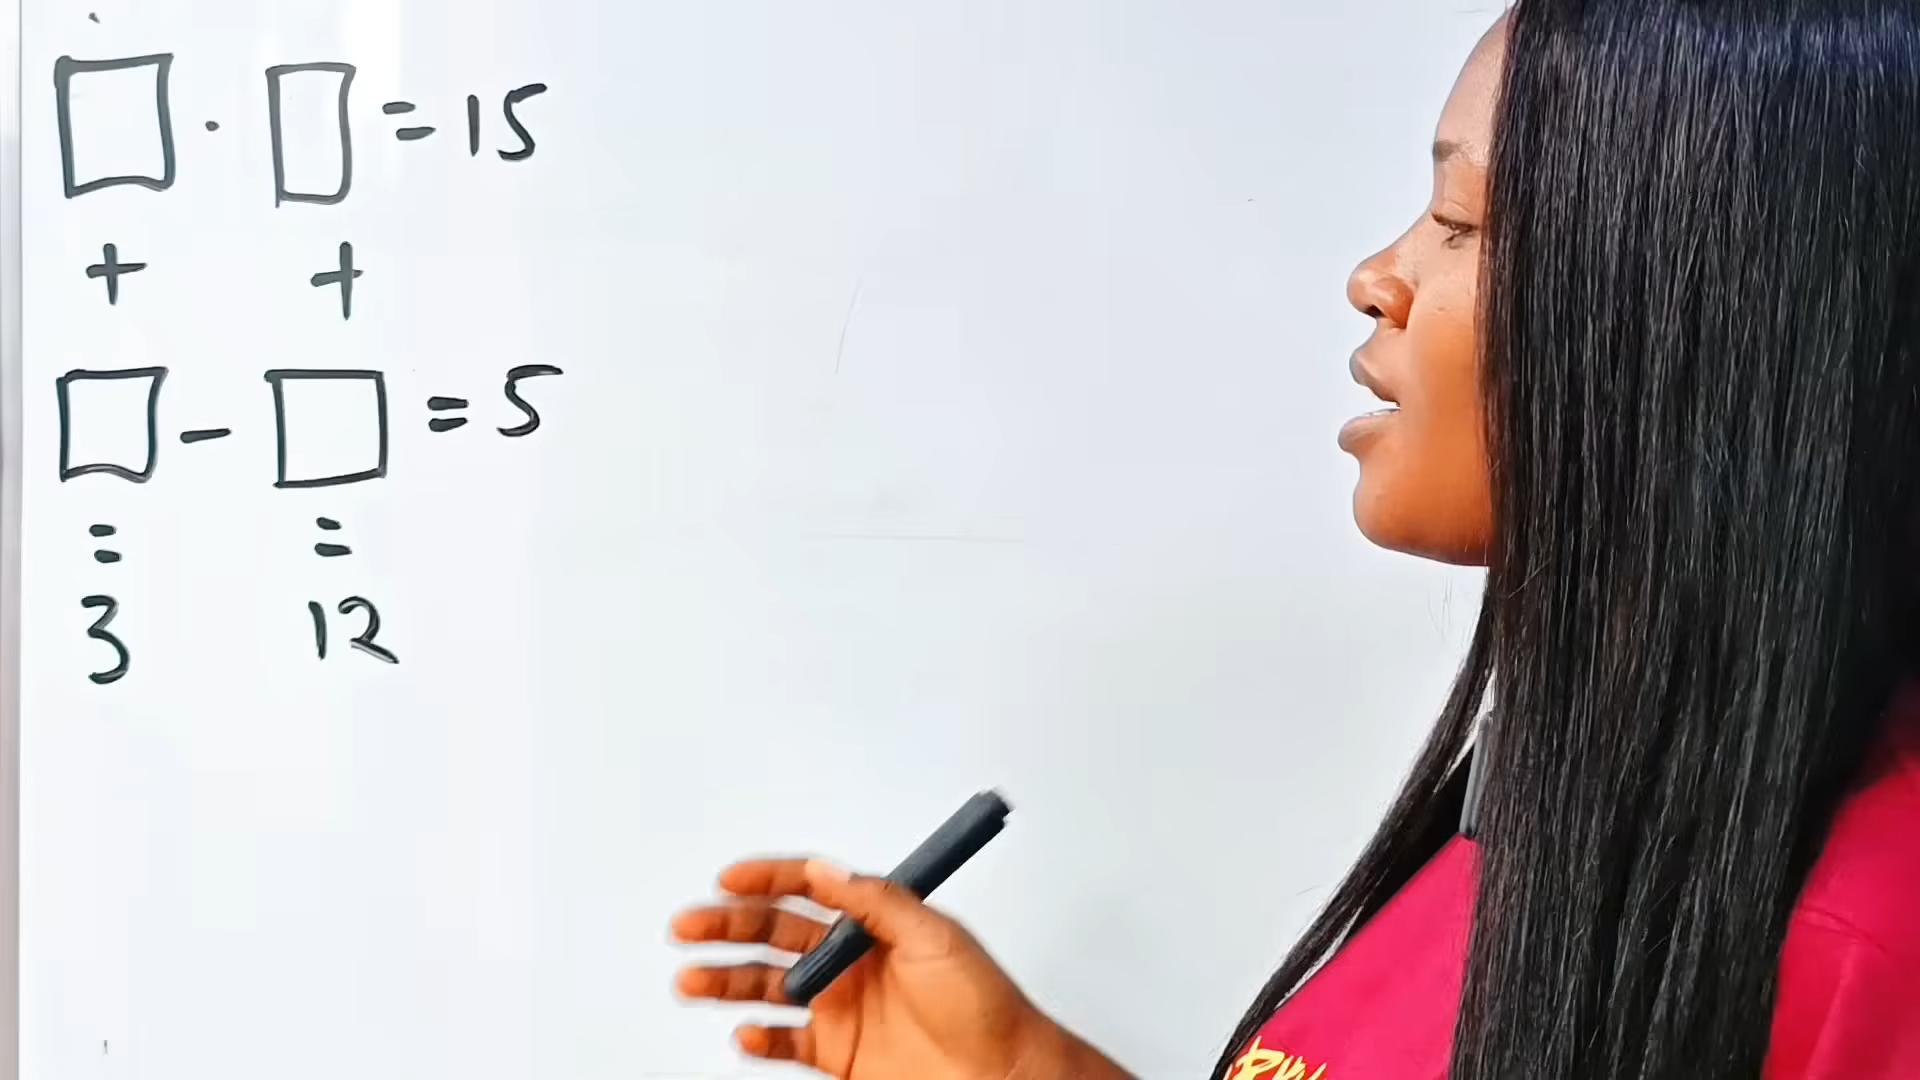 □ · □ = 15
+ +
□ - □ = 5
= =
3 12